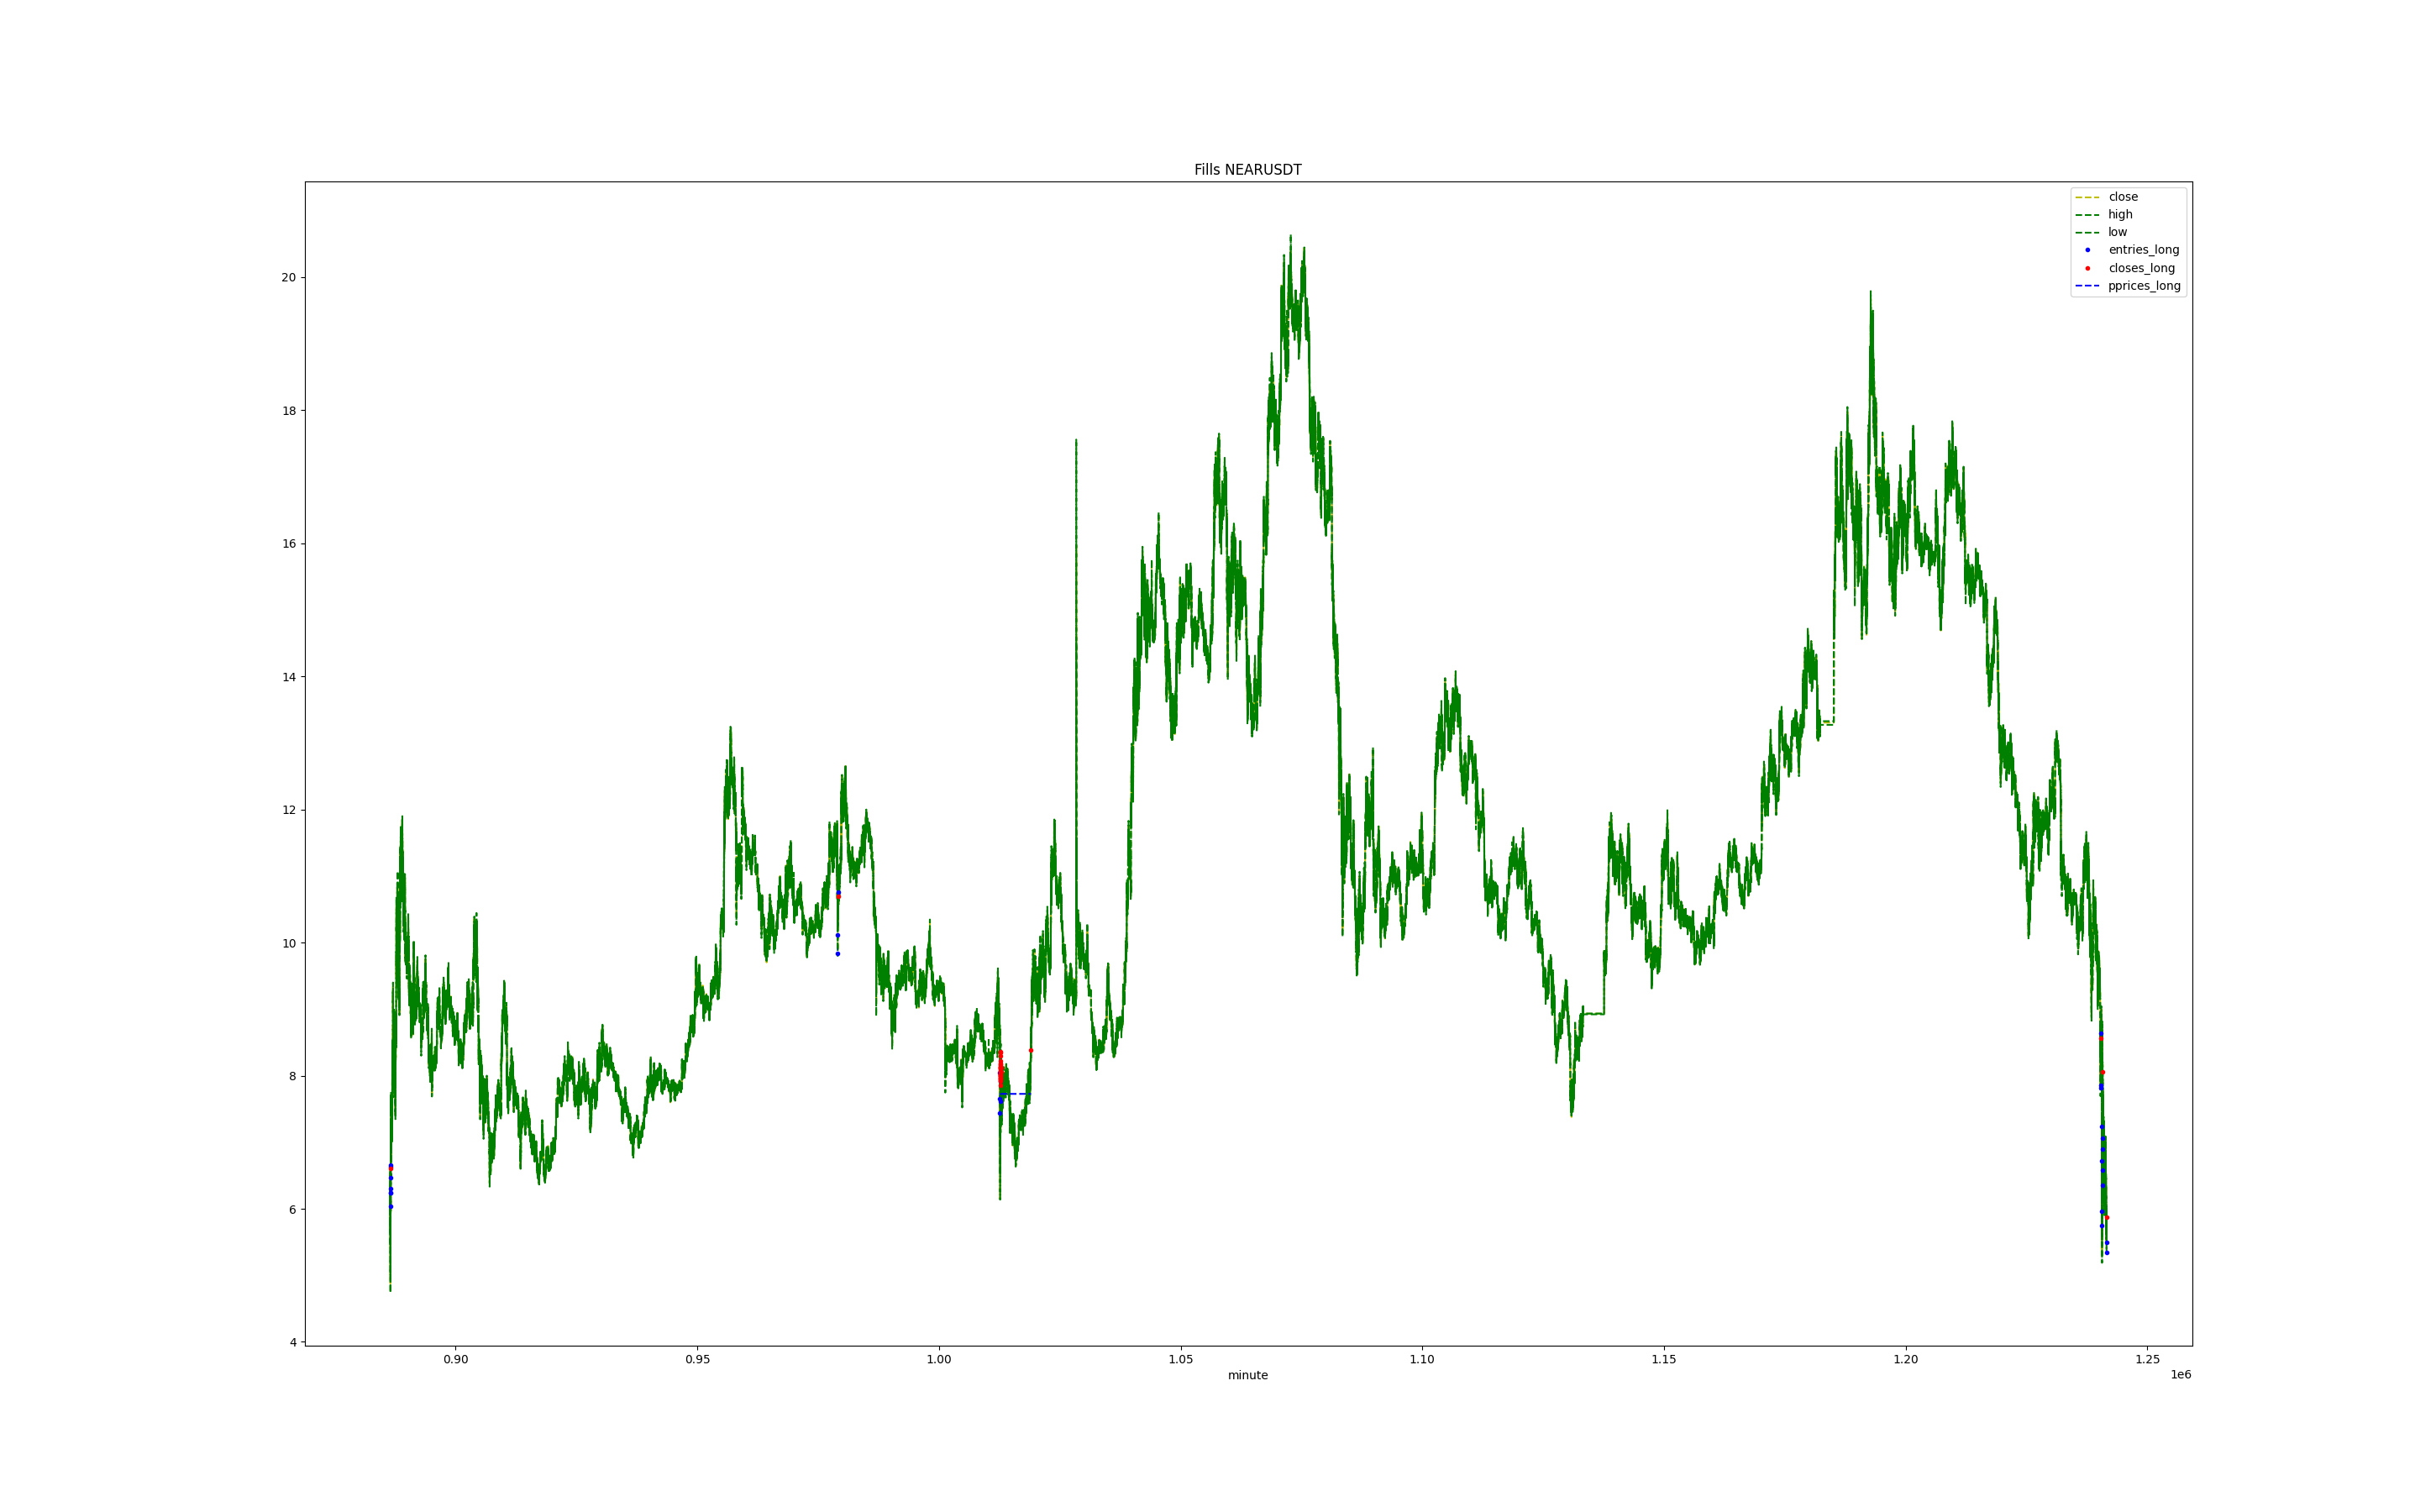 Fills NEARUSDT
close
high
low
entries_long
closes_long
pprices_long
20
18
16
14
12
10
8
6
4
0.90 0.95 1.00 1.05 1.10 1.15 1.20 1.25
minute
1e6